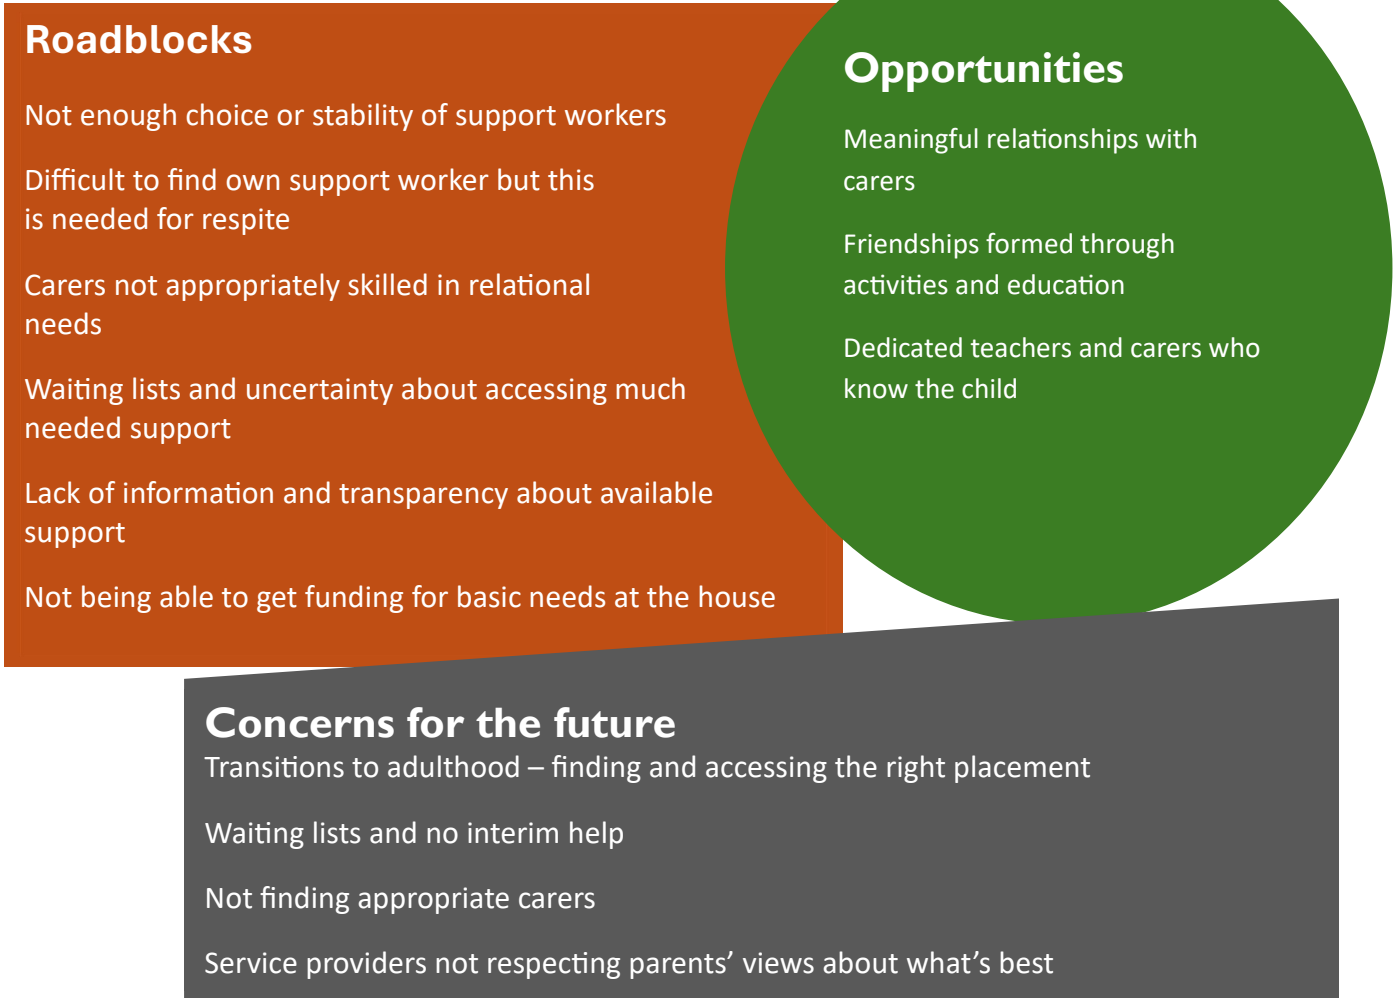 Roadblocks
Not enough choice or stability of support workers
Difficult to find own support worker but this
is needed for respite
Carers not appropriately skilled in relational
needs
Waiting lists and uncertainty about accessing much
needed support
Lack of information and transparency about available
support
Not being able to get funding for basic needs at the house
Opportunities
Meaningful relationships with
carers
Friendships formed through
activities and education
Dedicated teachers and carers who
know the child
Concerns for the future
Transitions to adulthood – finding and accessing the right placement
Waiting lists and no interim help
Not finding appropriate carers
Service providers not respecting parents’ views about what’s best